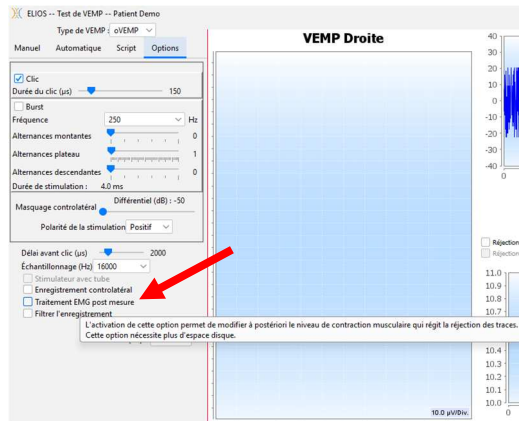 ELIOS -- Test de VEMP -- Patient Demo
Type de VEMP : oVEMP
Manuel Automatique Script Options
Clic
Durée du clic (µs) 150
Burst
Fréquence 250 Hz
Alternances montantes 0
Alternances plateau 1
Alternances descendantes 0
Durée de stimulation : 4.0 ms
Différentiel (dB) : -50
Masquage controlatéral
Polarité de la stimulation Positif
Délai avant clic (µs) 2000
Échantillonnage (Hz) 16000
Stimulateur avec tube
Enregistrement controlatéral
Traitement EMG post mesure
Filtrer l'enregistrement
L'activation de cette option permet de modifier à postériori le niveau de contraction musculaire qui régit la réjection des traces.
Cette option nécessite plus d'espace disque.
VEMP Droite
10.0 µV/Div.
40
30
20
10
0
-10
-20
-30
-40
0
Réjection
Réjection
11.0
10.9
10.8
10.7
10.4
10.3
10.2
10.1
10.0
0